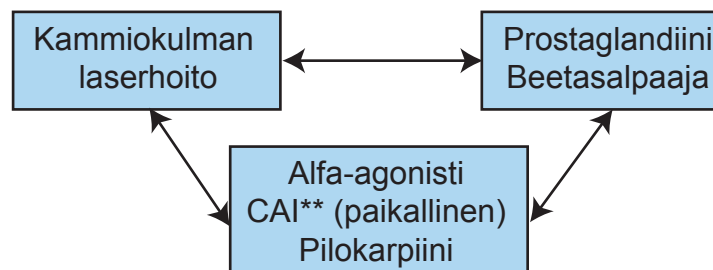 Kammiokulman
laserhoito
Prostaglandiini
Beetasalpaaja
Alfa-agonisti
CAI** (paikallinen)
Pilokarpiini